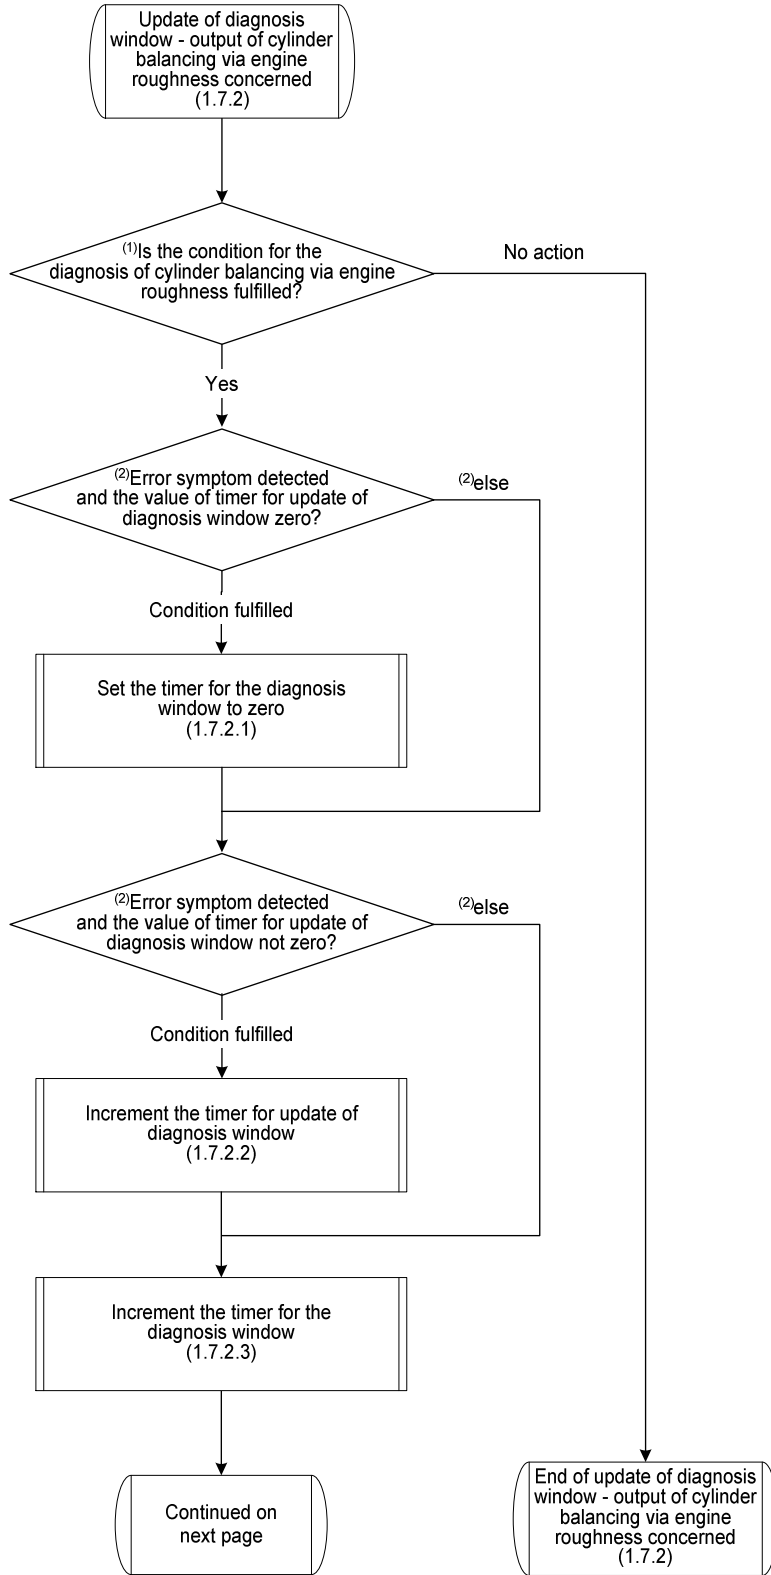 Update of diagnosis
window - output of cylinder
balancing via engine
roughness concerned
(1.7.2)
(1)Is the condition for the
diagnosis of cylinder balancing via engine
roughness fulfilled?
No action
Yes
(2)Error symptom detected
and the value of timer for update of
diagnosis window zero?
(2)else
Condition fulfilled
Set the timer for the diagnosis
window to zero
(1.7.2.1)
(2)Error symptom detected
and the value of timer for update of
diagnosis window not zero?
(2)else
Condition fulfilled
Increment the timer for update of
diagnosis window
(1.7.2.2)
Increment the timer for the
diagnosis window
(1.7.2.3)
Continued on
next page
End of update of diagnosis
window - output of cylinder
balancing via engine
roughness concerned
(1.7.2)